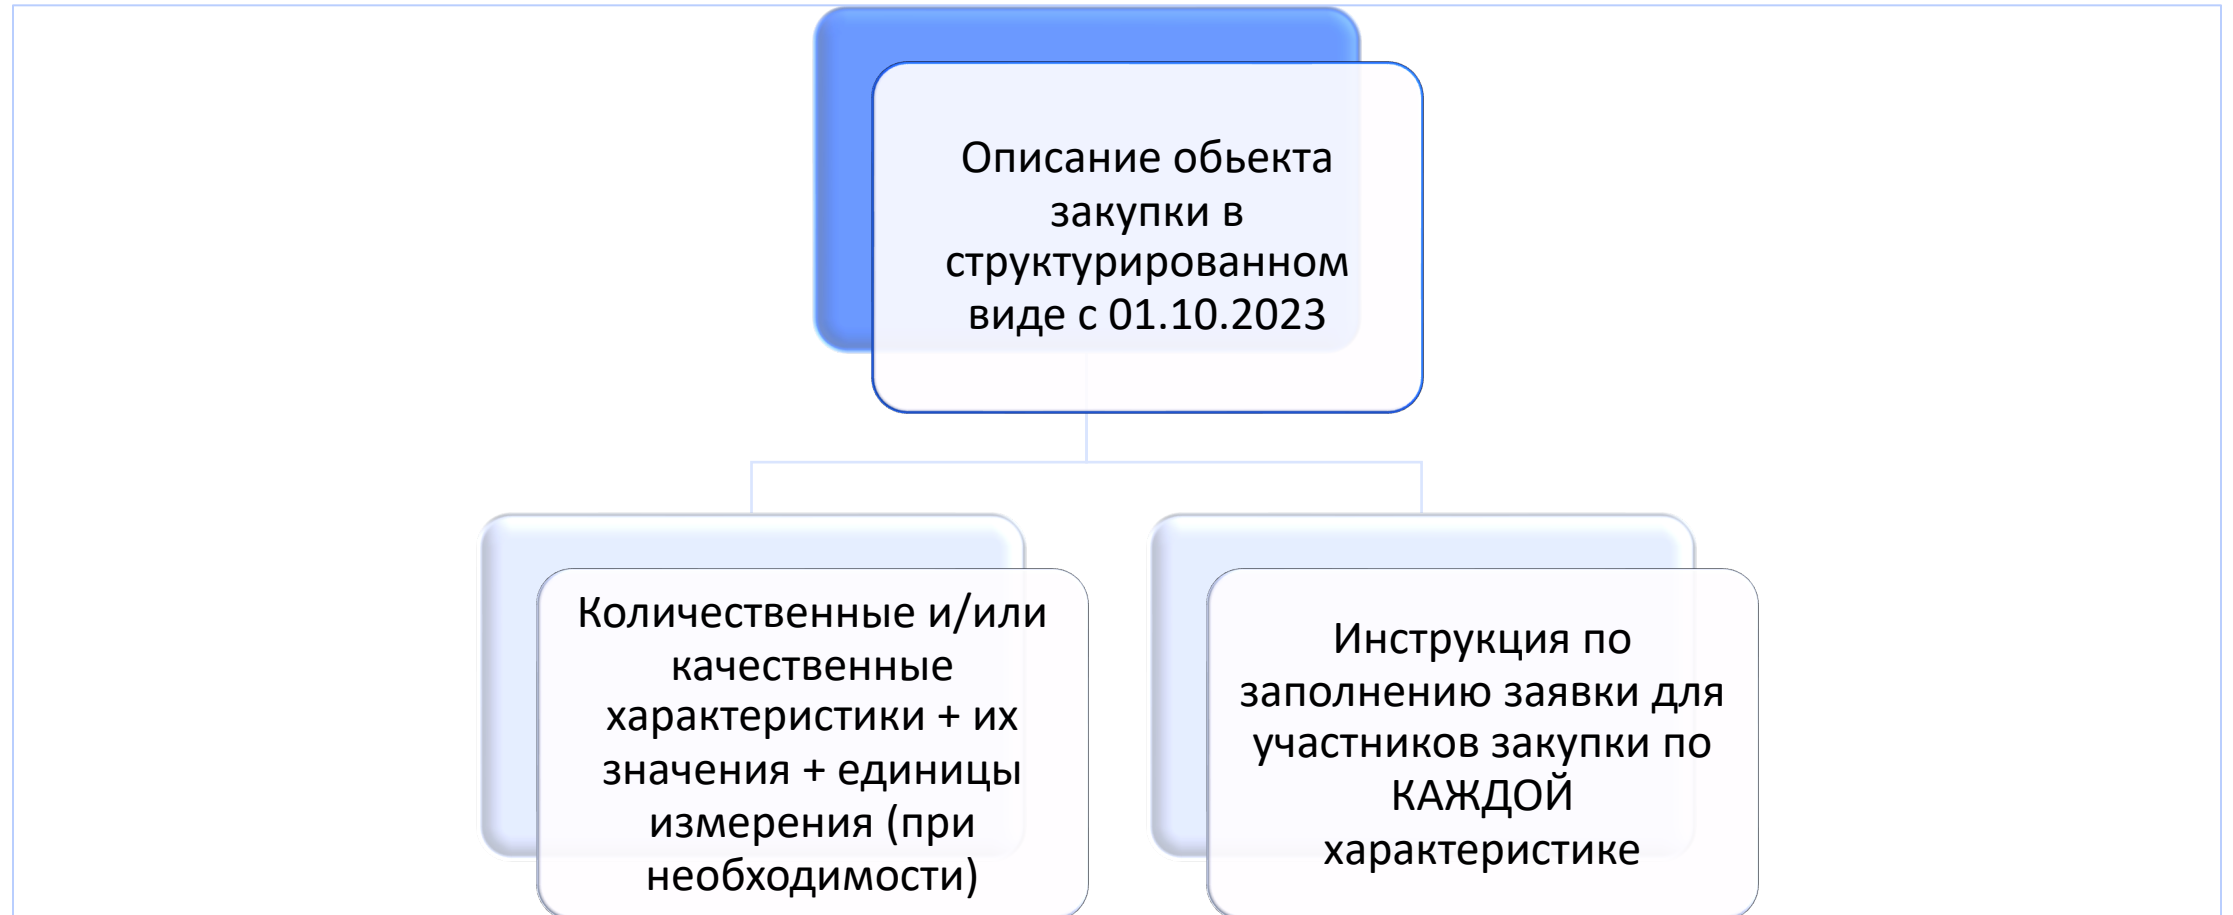 Описание обьекта
закупки в
структурированном
виде с 01.10.2023
Количественные и/или
качественные
характеристики + их
значения + единицы
измерения (при
необходимости)
Инструкция по
заполнению заявки для
участников закупки по
КАЖДОЙ
характеристике